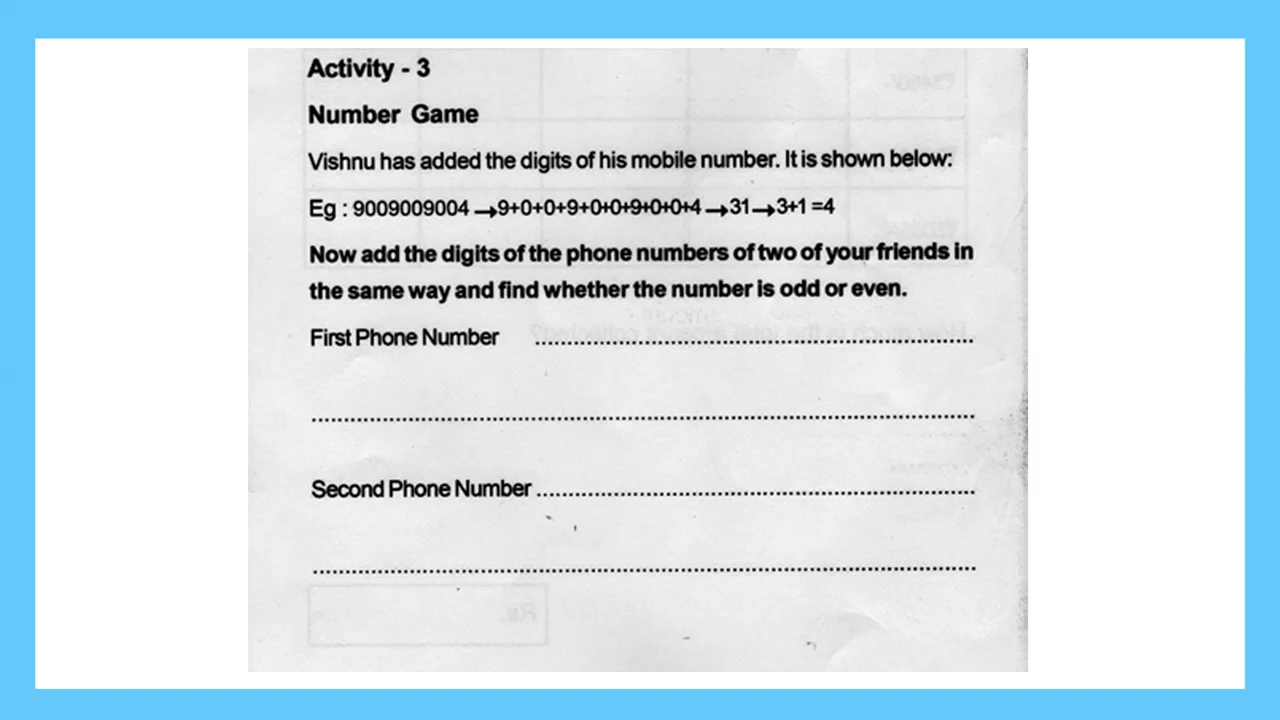 Activity - 3
Number Game
Vishnu has added the digits of his mobile number. It is shown below:
Eg : 9009009004 →9+0+0+9+0+0+9+0+0+4 →31→3+1 =4
Now add the digits of the phone numbers of two of your friends in
the same way and find whether the number is odd or even.
First Phone Number ......................................................................
..........................................................................................................
Second Phone Number ......................................................................
..........................................................................................................
Rs.